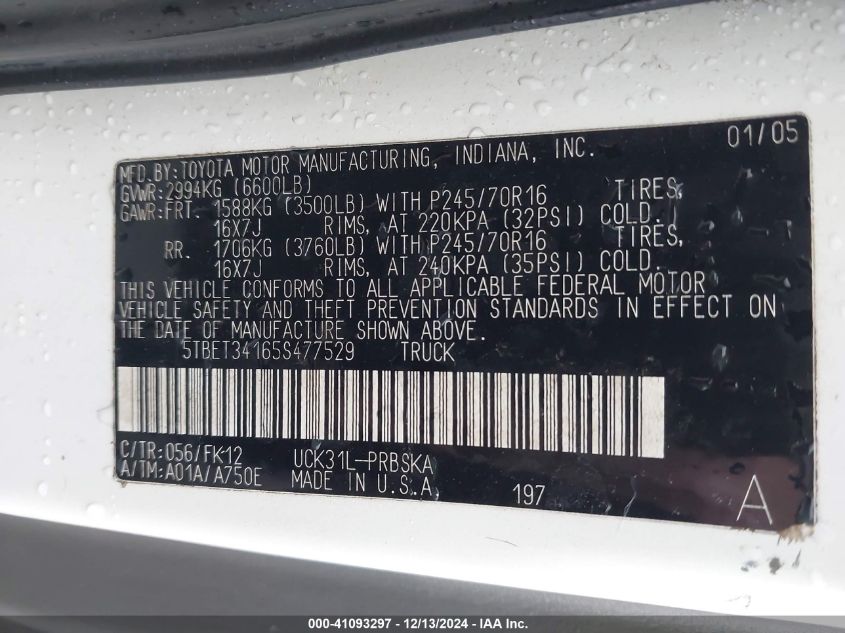 01/05
MFD.BY:TOYOTA MOTOR MANUFACTURING, INDIANA, INC.
GVWR:2994KG (6600LB)
GAWR:FRT. 1588KG (3500LB) WITH P245/70R16 TIRES,
16X7J RIMS, AT 220KPA (32PSI) COLD.
RR. 1706KG (3760LB) WITH P245/70R16 TIRES,
16X7J RIMS, AT 240KPA (35PSI) COLD.
THIS VEHICLE CONFORMS TO ALL APPLICABLE FEDERAL MOTOR
VEHICLE SAFETY AND THEFT PREVENTION STANDARDS IN EFFECT ON
THE DATE OF MANUFACTURE SHOWN ABOVE.
5TBET34165S477529 TRUCK
C/TR:056/FK12 UCK31L-PRBSKA
A/TM:A01A/A750E MADE IN U.S.A.
197
A
000-41093297 - 12/13/2024 - IAA Inc.